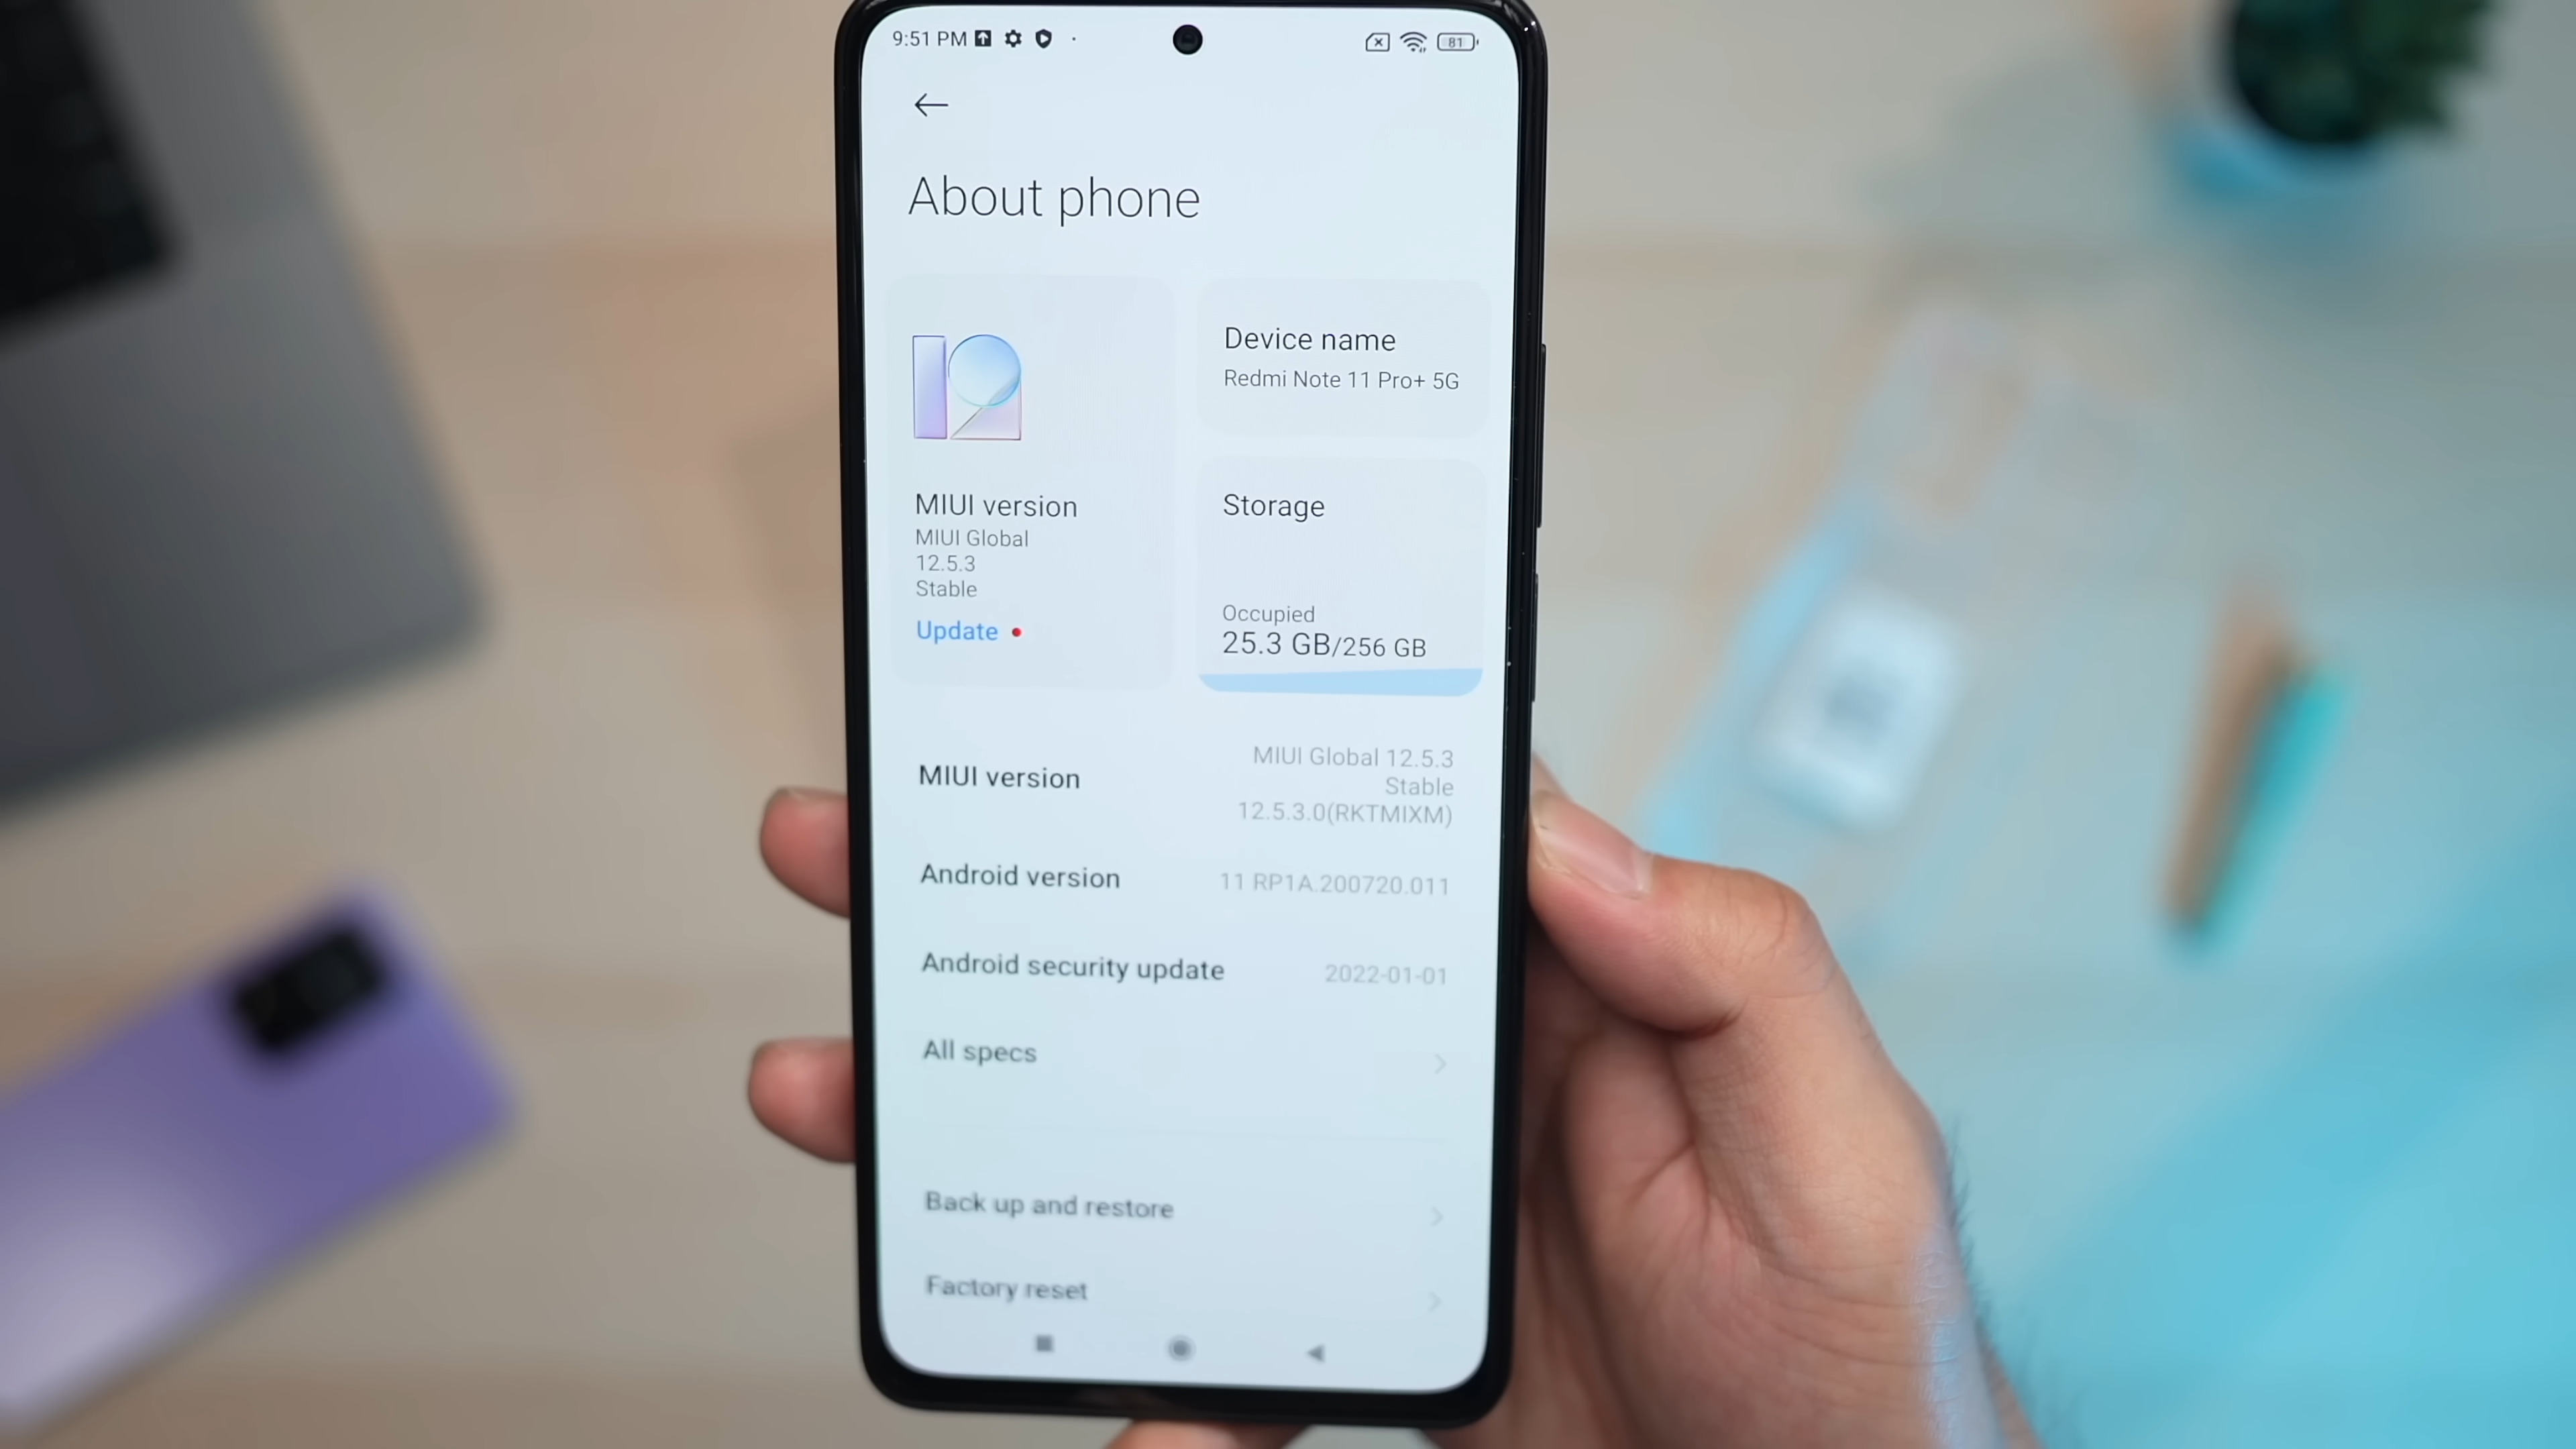 9:51 PM
81
About phone
12
Device name
Redmi Note 11 Pro+ 5G
MIUI version
MIUI Global
12.5.3
Stable
Update
Storage
Occupied
25.3 GB/256 GB
MIUI version
MIUI Global 12.5.3
Stable
12.5.3.0(RKTMIXM)
Android version
11 RP1A.200720.011
Android security update
2022-01-01
All specs
Back up and restore
Factory reset